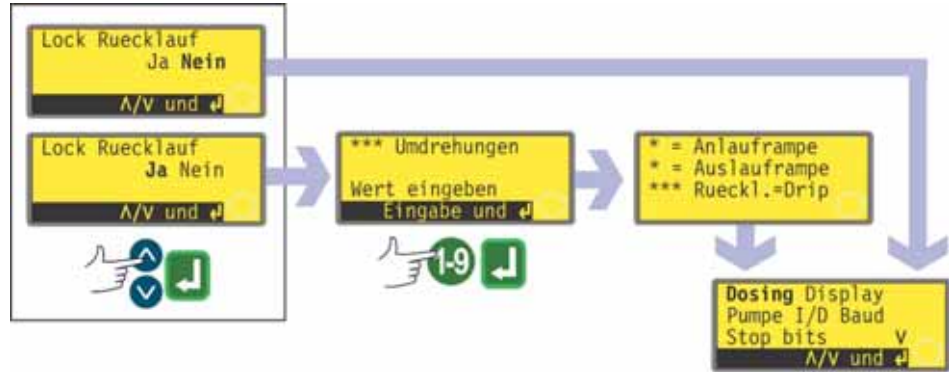 Lock Ruecklauf
Ja Nein
Λ/V und ↲
Lock Ruecklauf
Ja Nein
Λ/V und ↲
*** Umdrehungen
Wert eingeben
Eingabe und ↲
1-9
* = Anlauframpe
* = Auslauframpe
*** Rueckl.=Drip
Dosing Display
Pumpe I/D Baud
Stop bits V
Λ/V und ↲